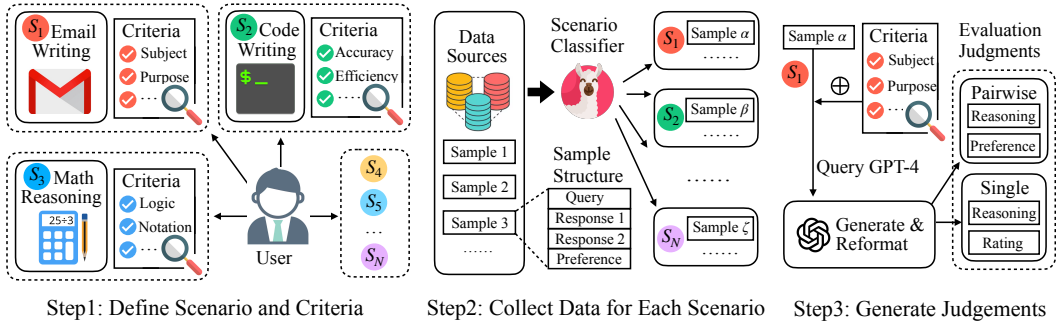 S1 Email
Writing
Criteria
Subject
Purpose
......
S2 Code
Writing
$_
Criteria
Accuracy
Efficiency
......
S3 Math
Reasoning
25÷3
Criteria
Logic
Notation
......
User
S4
S5
...
SN
Step1: Define Scenario and Criteria
Data
Sources
Sample 1
Sample 2
Sample 3
......
Scenario
Classifier
Sample
Structure
Query
Response 1
Response 2
Preference
S1 Sample α
......
S2 Sample β
......
......
SN Sample ζ
......
Step2: Collect Data for Each Scenario
Sample α
S1
Criteria
Subject
Purpose
......
⊕
Query GPT-4
Generate &
Reformat
Evaluation
Judgments
Pairwise
Reasoning
Preference
Single
Reasoning
Rating
Step3: Generate Judgements